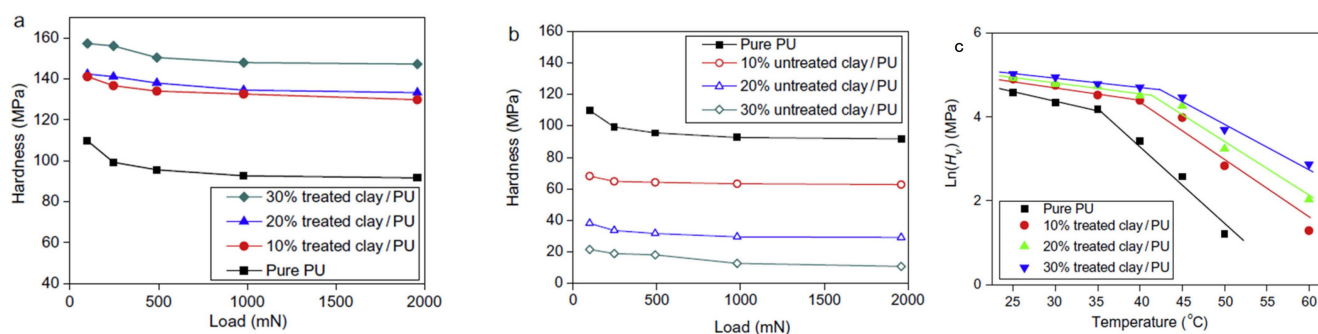 a
Hardness (MPa)
160
140
120
100
80
60
40
0
500
1000
1500
2000
Load (mN)
30% treated clay/PU
20% treated clay/PU
10% treated clay/PU
Pure PU
b
Hardness (MPa)
160
140
120
100
80
60
40
20
0
0
500
1000
1500
2000
Load (mN)
Pure PU
10% untreated clay/PU
20% untreated clay/PU
30% untreated clay/PU
c
Ln(Hv) (MPa)
6
4
2
0
25 30 35 40 45 50 55 60
Temperature (°C)
Pure PU
10% treated clay/PU
20% treated clay/PU
30% treated clay/PU